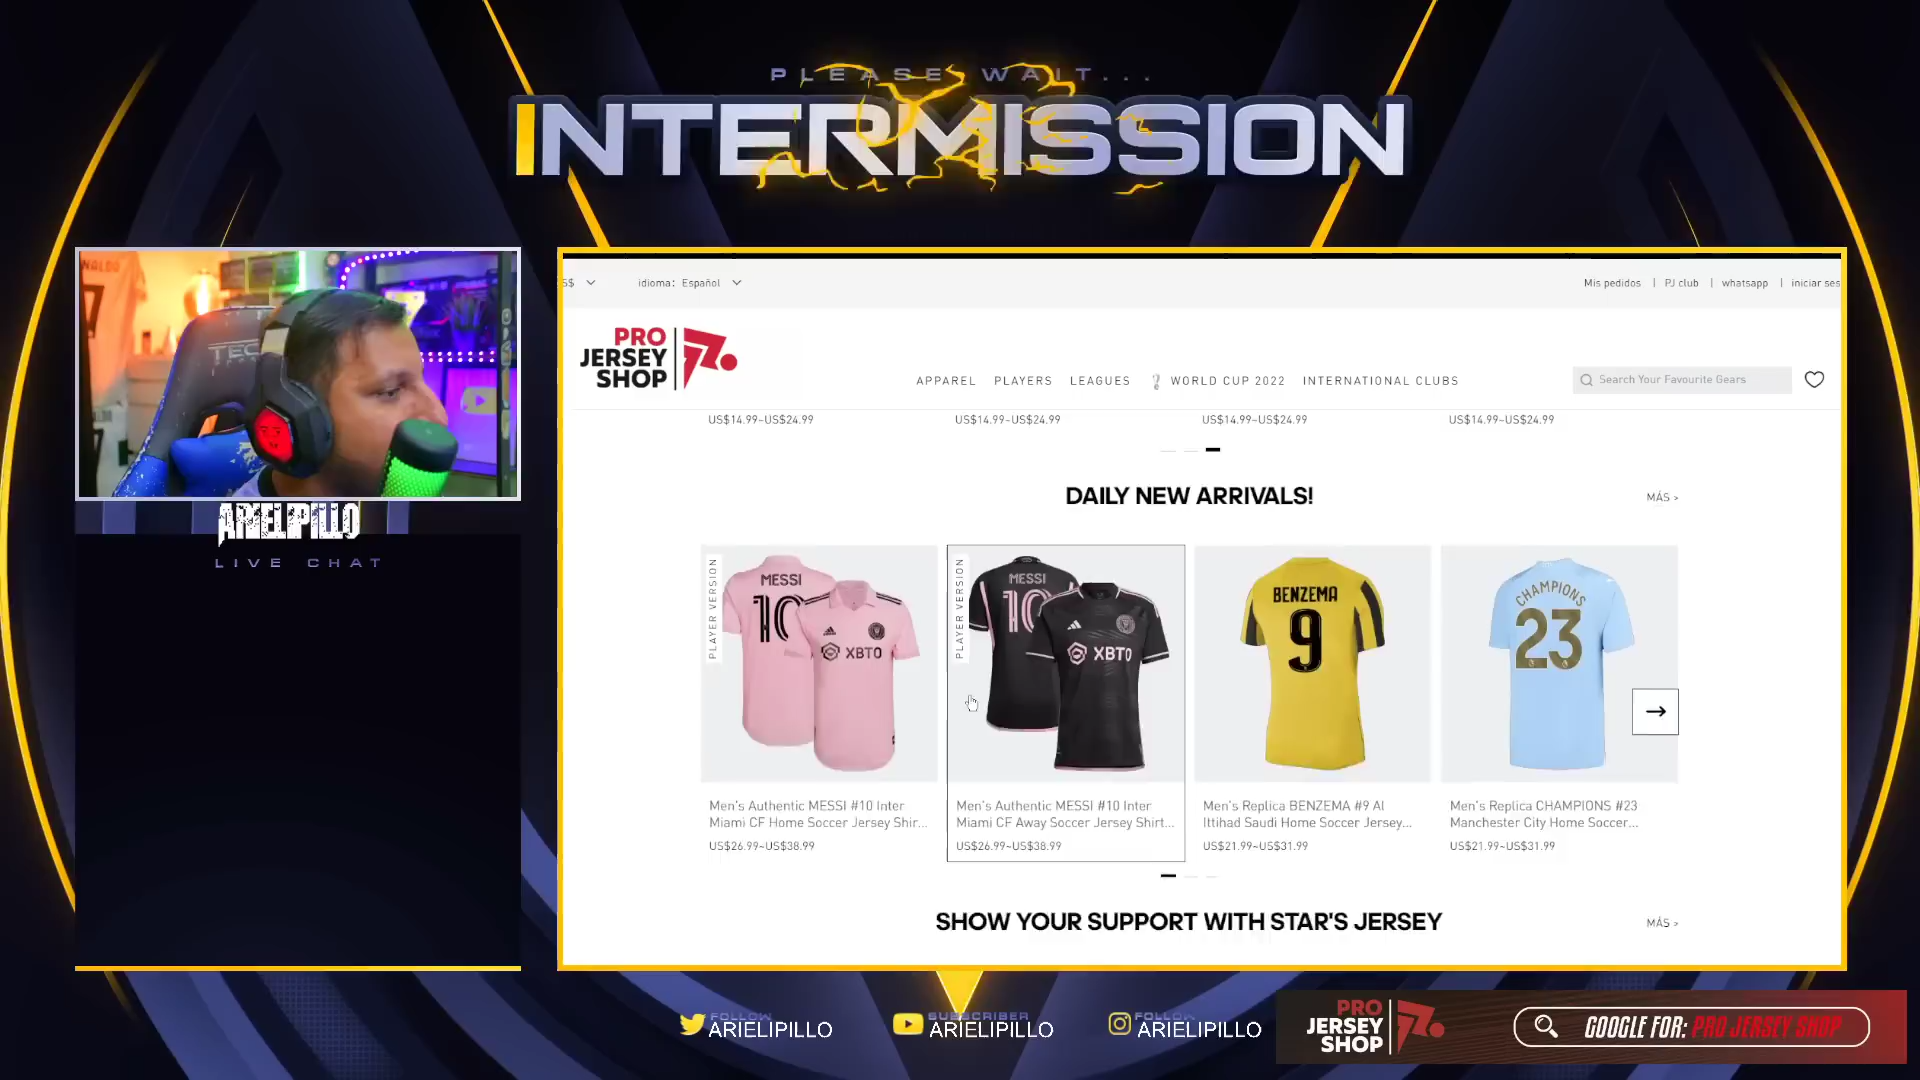 PLEASE WAIT...
INTERMISSION
NALDO
7
TEC
ARIELIPILLO
LIVE CHAT
S$
idioma: Español
Mis pedidos | PJ club | whatsapp | iniciar ses
PRO
JERSEY
SHOP
APPAREL PLAYERS LEAGUES WORLD CUP 2022 INTERNATIONAL CLUBS
Search Your Favourite Gears
US$14.99~US$24.99 US$14.99~US$24.99 US$14.99~US$24.99 US$14.99~US$24.99
DAILY NEW ARRIVALS!
MÁS >
PLAYER VERSION
MESSI
10
XBTO
PLAYER VERSION
MESSI
10
XBTO
BENZEMA
9
CHAMPIONS
23
Men's Authentic MESSI #10 Inter
Miami CF Home Soccer Jersey Shir...
US$26.99~US$38.99
Men's Authentic MESSI #10 Inter
Miami CF Away Soccer Jersey Shirt...
US$26.99~US$38.99
Men's Replica BENZEMA #9 Al
Ittihad Saudi Home Soccer Jersey...
US$21.99~US$31.99
Men's Replica CHAMPIONS #23
Manchester City Home Soccer...
US$21.99~US$31.99
SHOW YOUR SUPPORT WITH STAR'S JERSEY
MÁS >
FOLLOW
ARIELIPILLO
SUBSCRIBER
ARIELIPILLO
FOLLOW
ARIELIPILLO
PRO
JERSEY
SHOP
GOOGLE FOR: PRO JERSEY SHOP